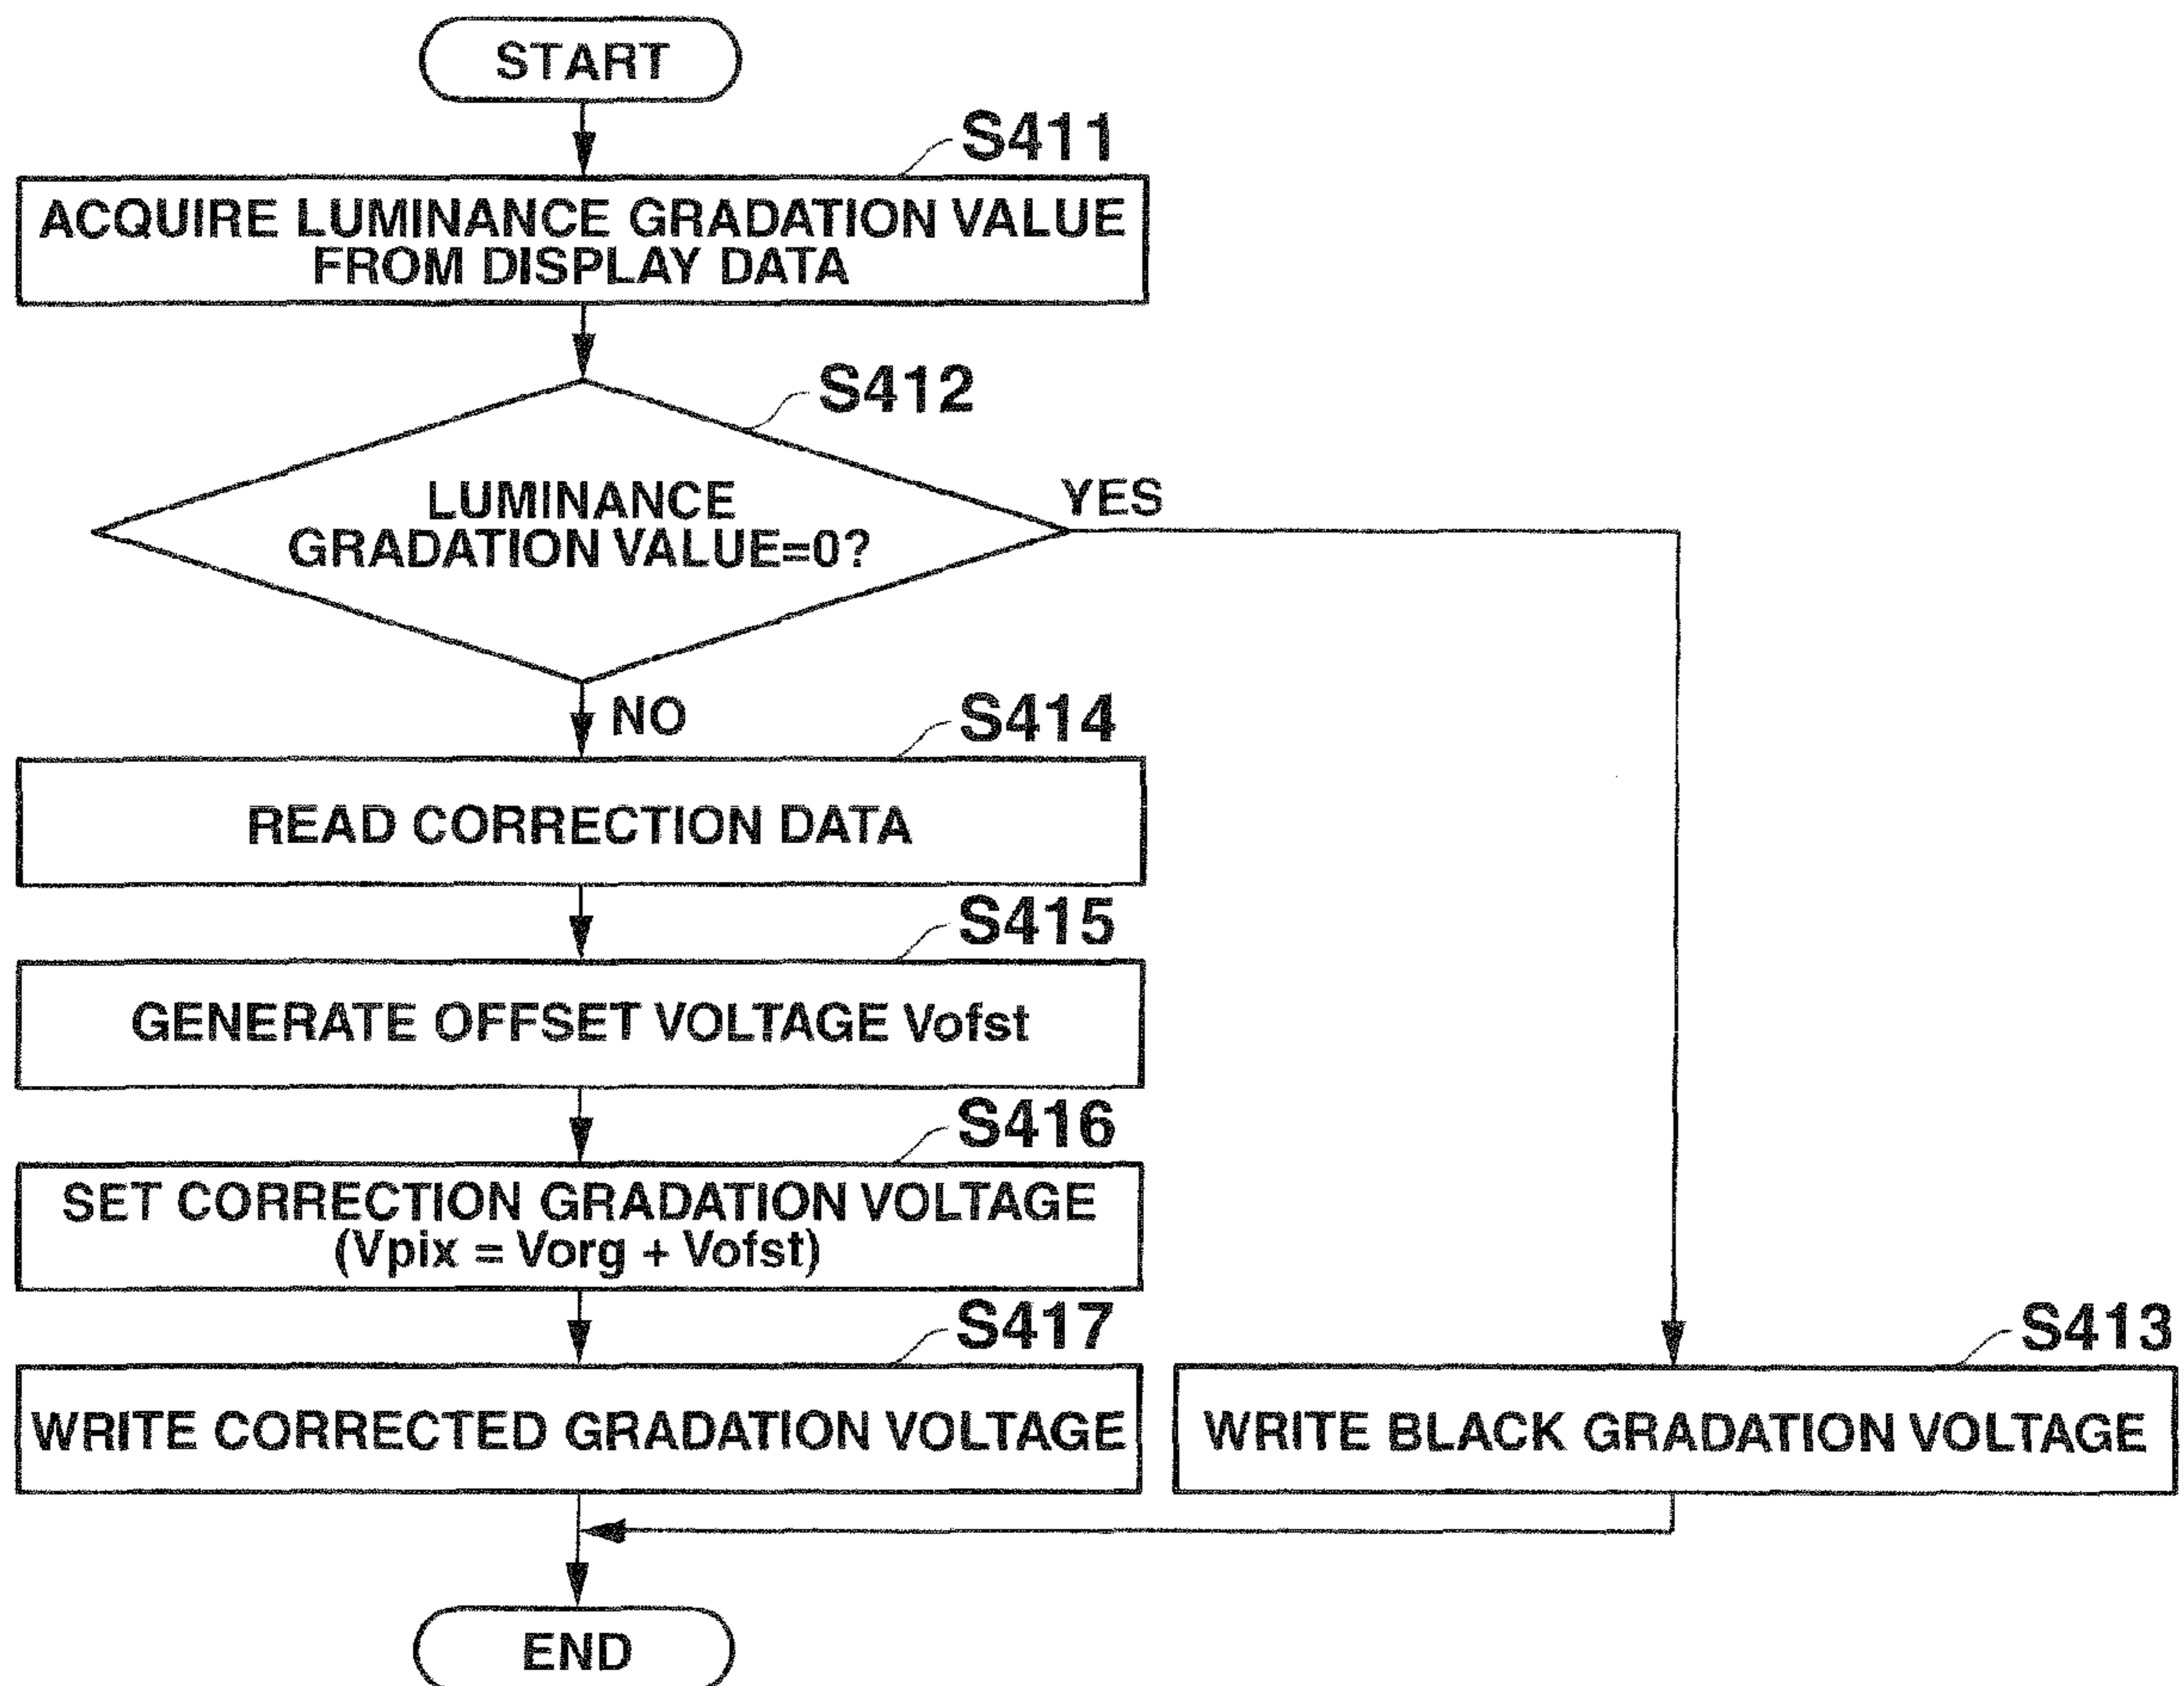 START
S411
ACQUIRE LUMINANCE GRADATION VALUE
FROM DISPLAY DATA
S412
LUMINANCE
GRADATION VALUE=0?
YES
NO
S414
READ CORRECTION DATA
S415
GENERATE OFFSET VOLTAGE Vofst
S416
SET CORRECTION GRADATION VOLTAGE
(Vpix = Vorg + Vofst)
S417
WRITE CORRECTED GRADATION VOLTAGE
S413
WRITE BLACK GRADATION VOLTAGE
END